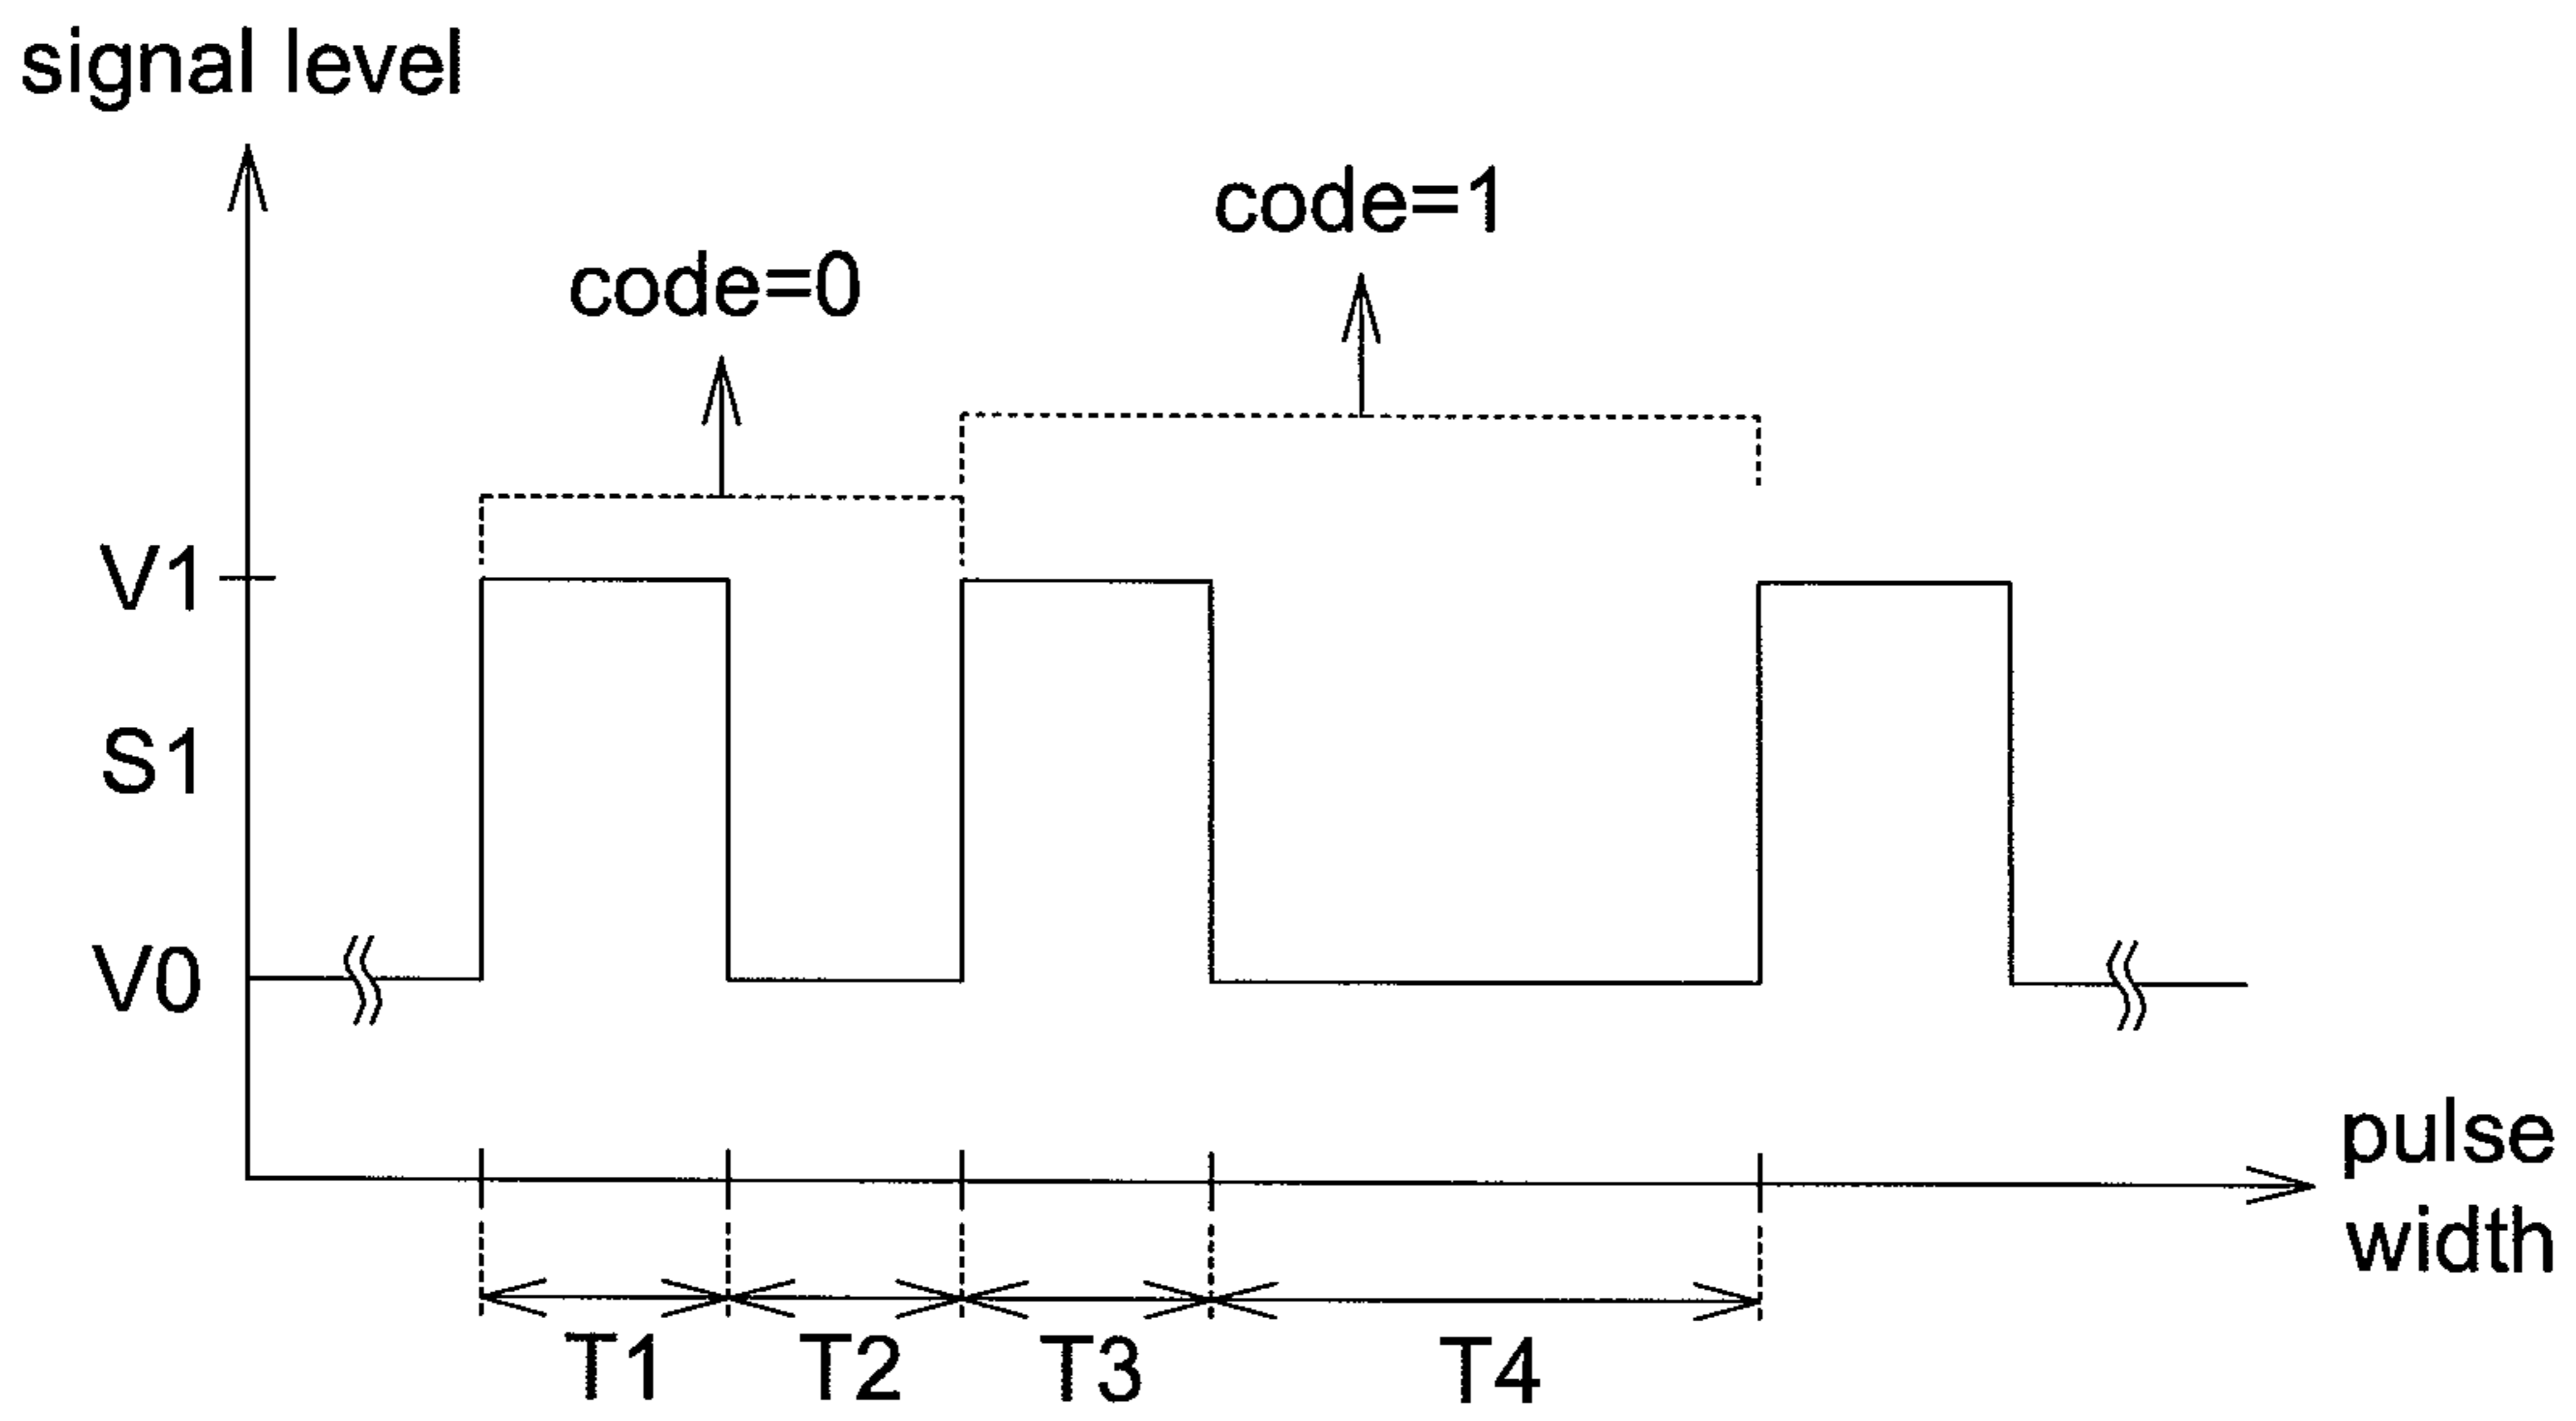 signal level
code=1
code=0
V1
S1
V0
pulse
width
T1
T2
T3
T4